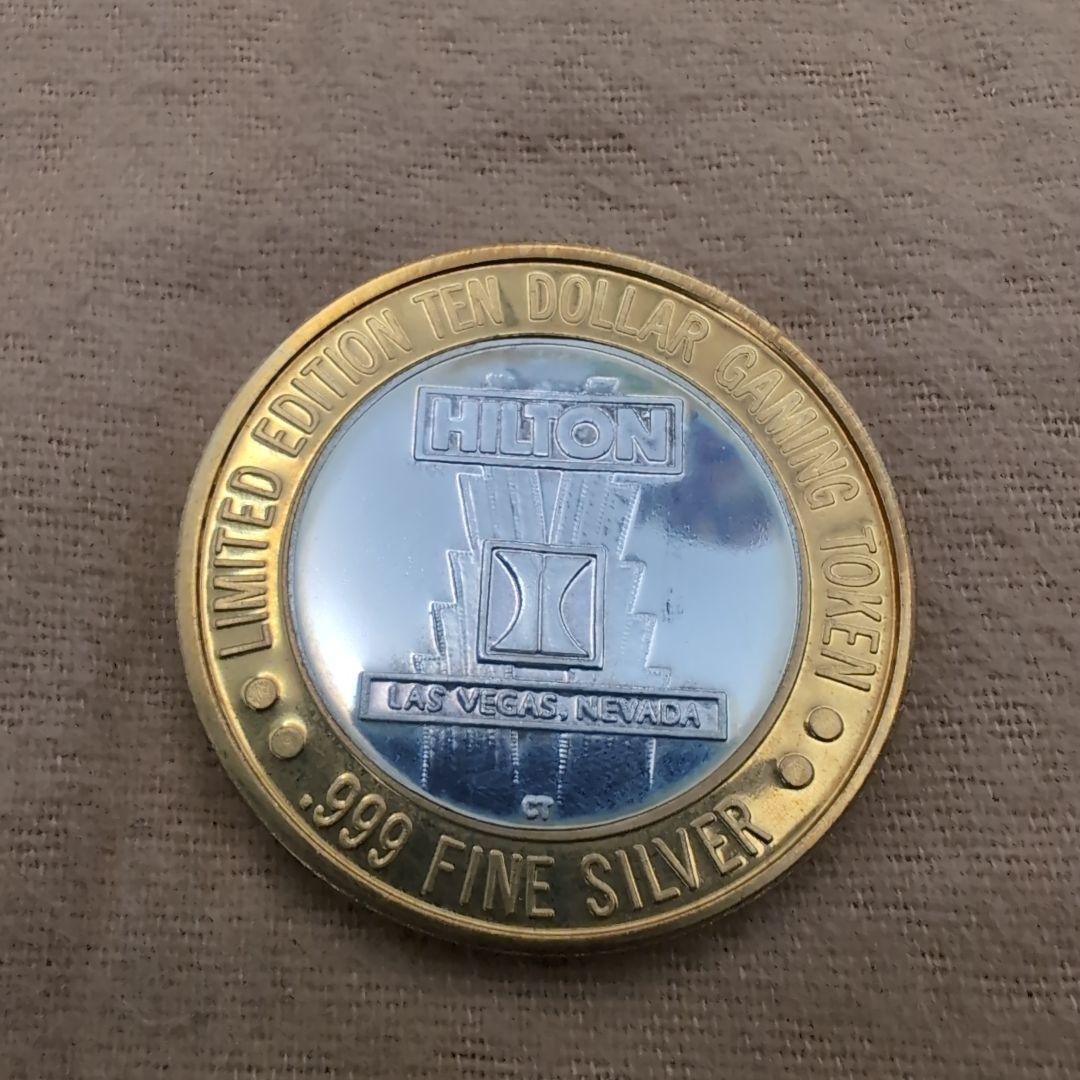 LIMITED EDITION TEN DOLLAR GAMING TOKEN
HILTON
LAS VEGAS, NEVADA
CT
.999 FINE SILVER